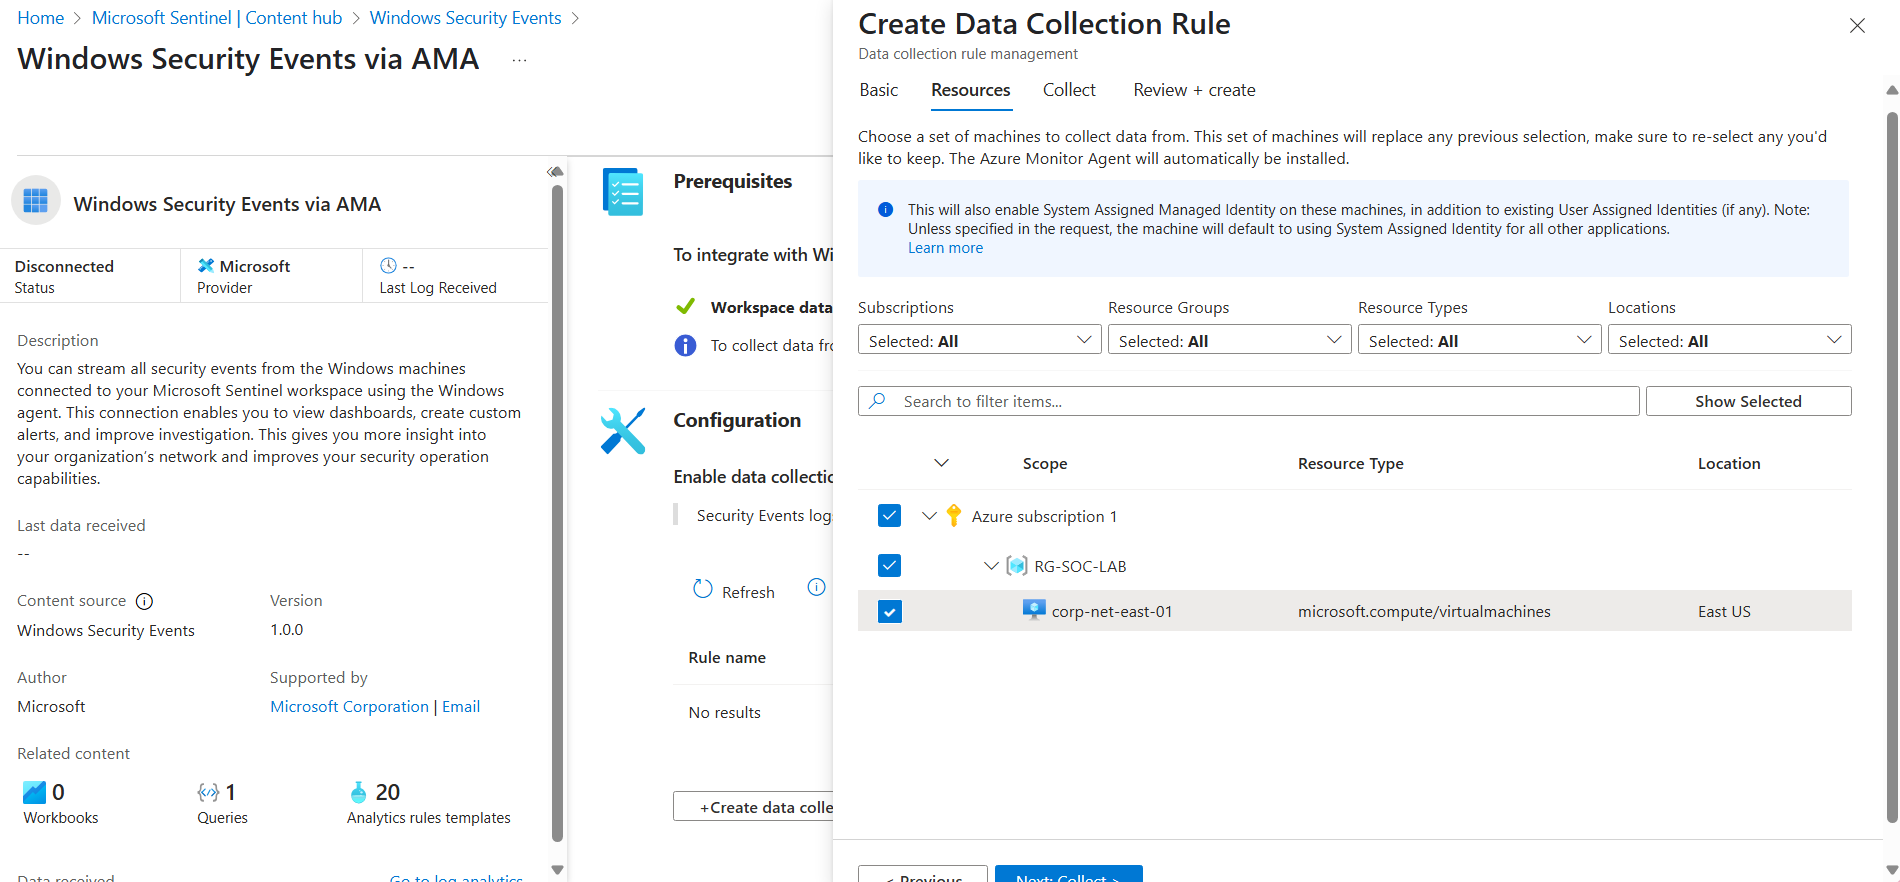 Home > Microsoft Sentinel | Content hub > Windows Security Events >
Windows Security Events via AMA ...
Windows Security Events via AMA
Disconnected
Status
Microsoft
Provider
--
Last Log Received
Description
You can stream all security events from the Windows machines
connected to your Microsoft Sentinel workspace using the Windows
agent. This connection enables you to view dashboards, create custom
alerts, and improve investigation. This gives you more insight into
your organization's network and improves your security operation
capabilities.
Last data received
--
Content source
Windows Security Events
Version
1.0.0
Author
Microsoft
Supported by
Microsoft Corporation | Email
Related content
0
Workbooks
1
Queries
20
Analytics rules templates
Data received
Go to log analytics
Prerequisites
To integrate with Wi
Workspace data
To collect data fr
Configuration
Enable data collectio
Security Events log
Refresh
Rule name
No results
+Create data colle
Create Data Collection Rule
Data collection rule management
Basic
Resources
Collect
Review + create
Choose a set of machines to collect data from. This set of machines will replace any previous selection, make sure to re-select any you'd
like to keep. The Azure Monitor Agent will automatically be installed.
This will also enable System Assigned Managed Identity on these machines, in addition to existing User Assigned Identities (if any). Note:
Unless specified in the request, the machine will default to using System Assigned Identity for all other applications.
Learn more
Subscriptions
Selected: All
Resource Groups
Selected: All
Resource Types
Selected: All
Locations
Selected: All
Search to filter items...
Show Selected
Scope
Resource Type
Location
Azure subscription 1
RG-SOC-LAB
corp-net-east-01
microsoft.compute/virtualmachines
East US
< Previous
Next: Collect >